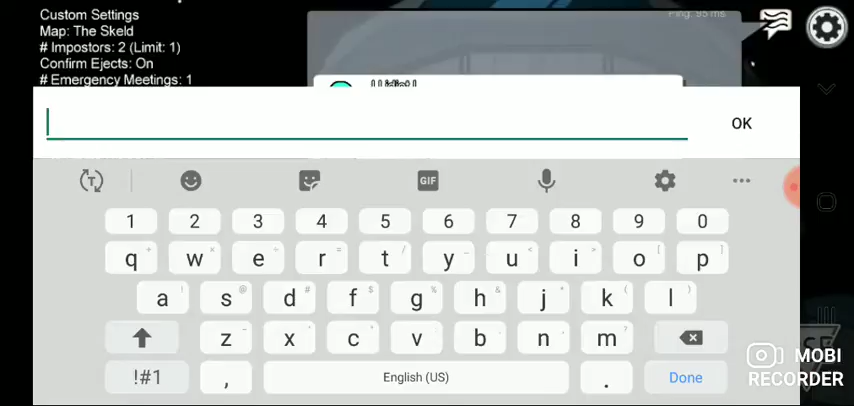 Custom Settings
Map: The Skeld
# Impostors: 2 (Limit: 1)
Confirm Ejects: On
# Emergency Meetings: 1
Ping: 95 ms
OK
GIF
1 2 3 4 5 6 7 8 9 0
q w e r t y u i o p
a s d f g h j k l
z x c v b n m
!#1 , English (US) . Done
MOBI
RECORDER